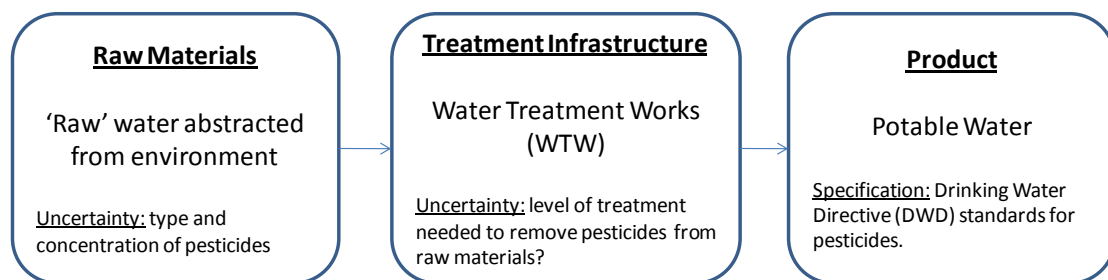 Raw Materials
‘Raw’ water abstracted
from environment
Uncertainty: type and
concentration of pesticides
Treatment Infrastructure
Water Treatment Works
(WTW)
Uncertainty: level of treatment
needed to remove pesticides from
raw materials?
Product
Potable Water
Specification: Drinking Water
Directive (DWD) standards for
pesticides.